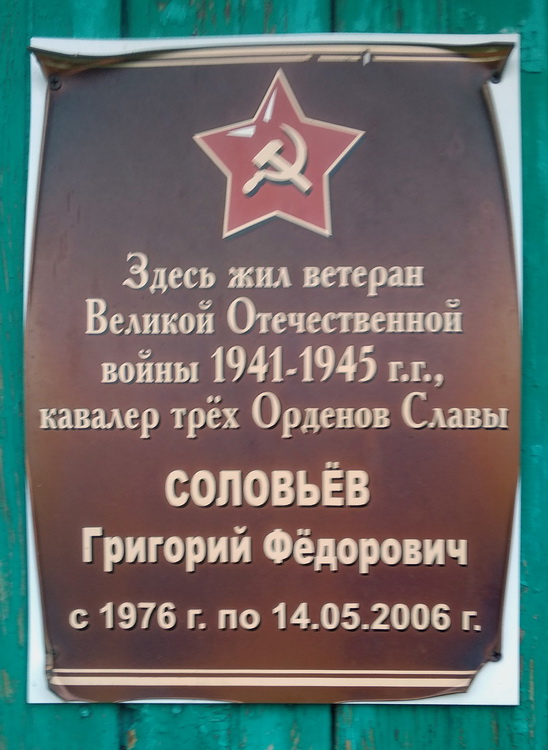 Здесь жил ветеран
Великой Отечественной
войны 1941-1945 г.г.,
кавалер трёх Орденов Славы
СОЛОВЬЁВ
Григорий Фёдорович
с 1976 г. по 14.05.2006 г.